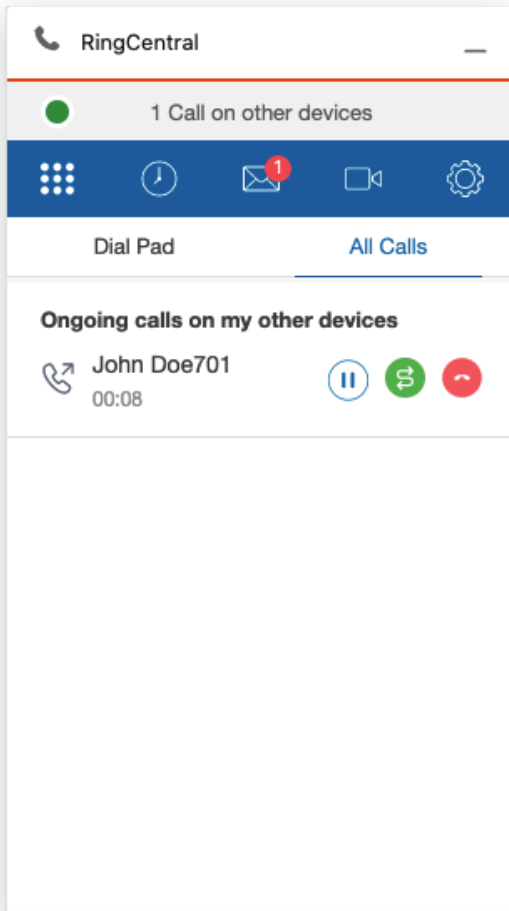 RingCentral
1 Call on other devices
1
Dial Pad All Calls
Ongoing calls on my other devices
John Doe701
00:08